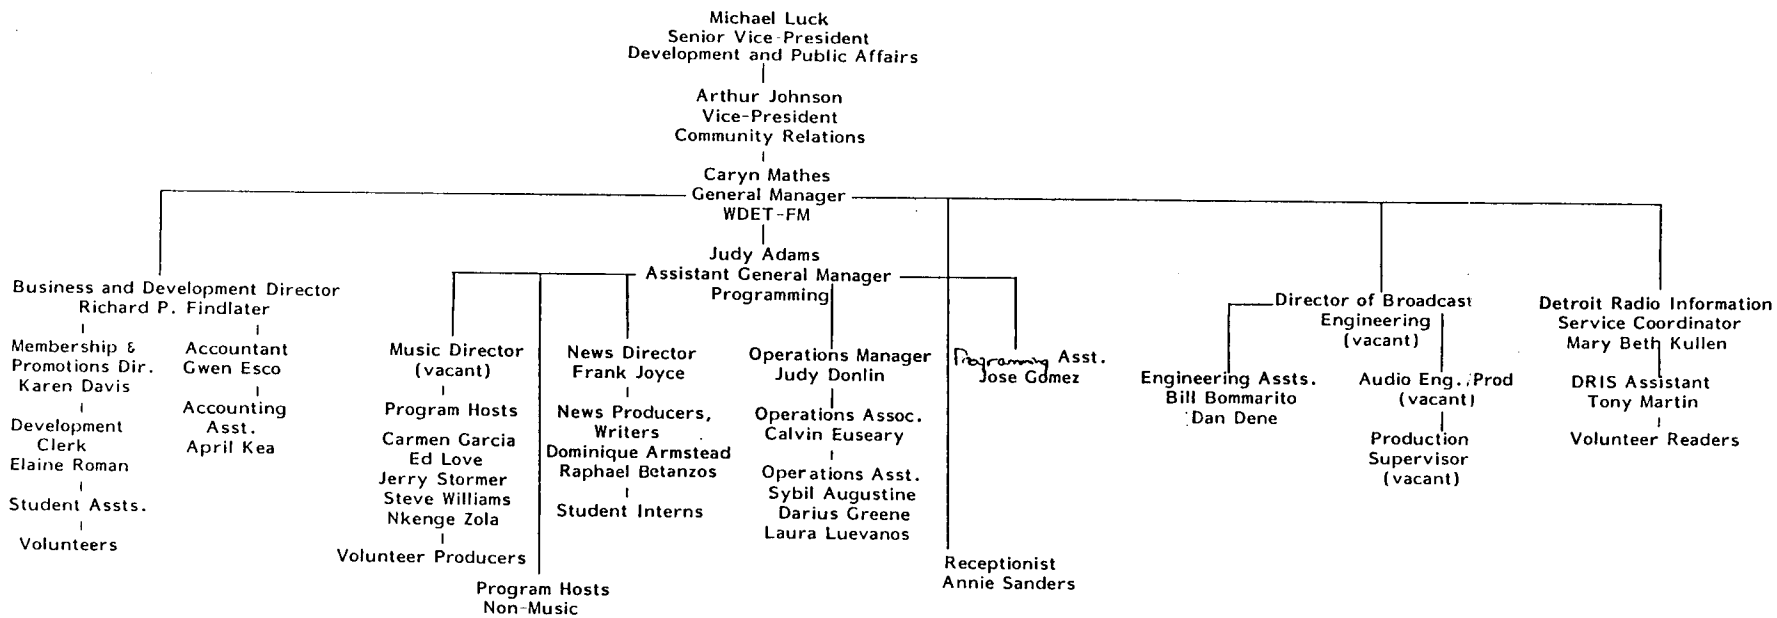 Michael Luck
Senior Vice-President
Development and Public Affairs
Arthur Johnson
Vice-President
Community Relations
Caryn Mathes
General Manager
WDET-FM
Judy Adams
Assistant General Manager
Programming
Business and Development Director
Richard P. Findlater
Membership &
Promotions Dir.
Karen Davis
Development
Clerk
Elaine Roman
Student Assts.
Volunteers
Accountant
Gwen Esco
Accounting
Asst.
April Kea
Music Director
(vacant)
Program Hosts
Carmen Garcia
Ed Love
Jerry Stormer
Steve Williams
Nkenge Zola
Volunteer Producers
Program Hosts
Non-Music
News Director
Frank Joyce
News Producers,
Writers
Dominique Armstead
Raphael Betanzos
Student Interns
Operations Manager
Judy Donlin
Operations Assoc.
Calvin Euseary
Operations Asst.
Sybil Augustine
Darius Greene
Laura Luevanos
Programming Asst.
Jose Gomez
Receptionist
Annie Sanders
Director of Broadcast
Engineering
(vacant)
Engineering Assts.
Bill Bommarito
Dan Dene
Audio Eng./Prod
(vacant)
Production
Supervisor
(vacant)
Detroit Radio Information
Service Coordinator
Mary Beth Kullen
DRIS Assistant
Tony Martin
Volunteer Readers